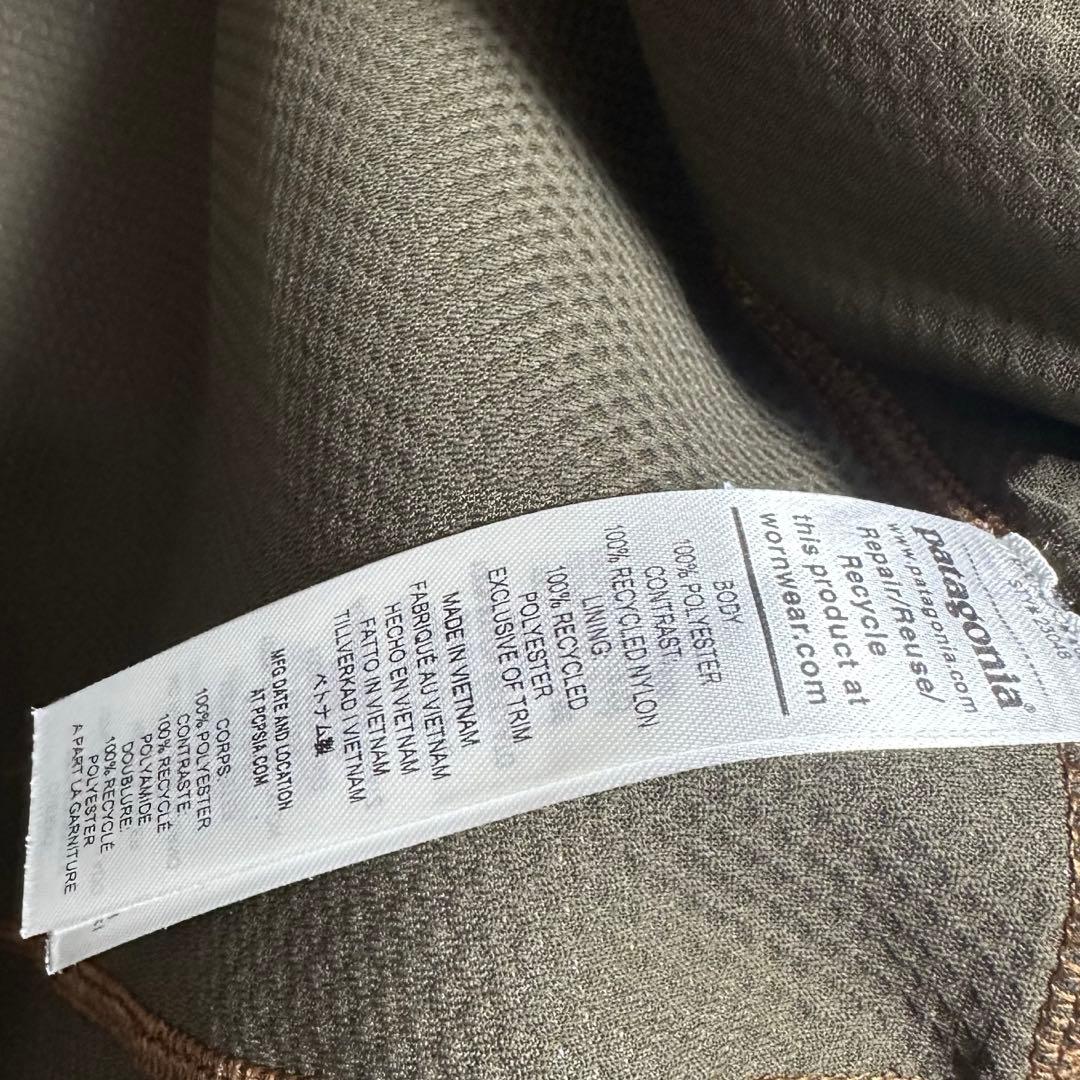 patagonia®
www.patagonia.com
Repair/Reuse/
Recycle
this product at
wornwear.com
BODY
100% POLYESTER
CONTRAST:
100% RECYCLED NYLON
LINING:
100% RECYCLED
POLYESTER
EXCLUSIVE OF TRIM
MADE IN VIETNAM
FABRIQUÉ AU VIETNAM
HECHO EN VIETNAM
FATTO IN VIETNAM
TILLVERKAD I VIETNAM
ベトナム製
MFG DATE AND LOCATION
AT POPSIA.COM
CORPS
100% POLYESTER
CONTRASTE:
100% RECYCLÉ
POLYAMIDE
DOUBLURE:
100% RECYCLÉ
POLYESTER
A PART LA GARNITURE